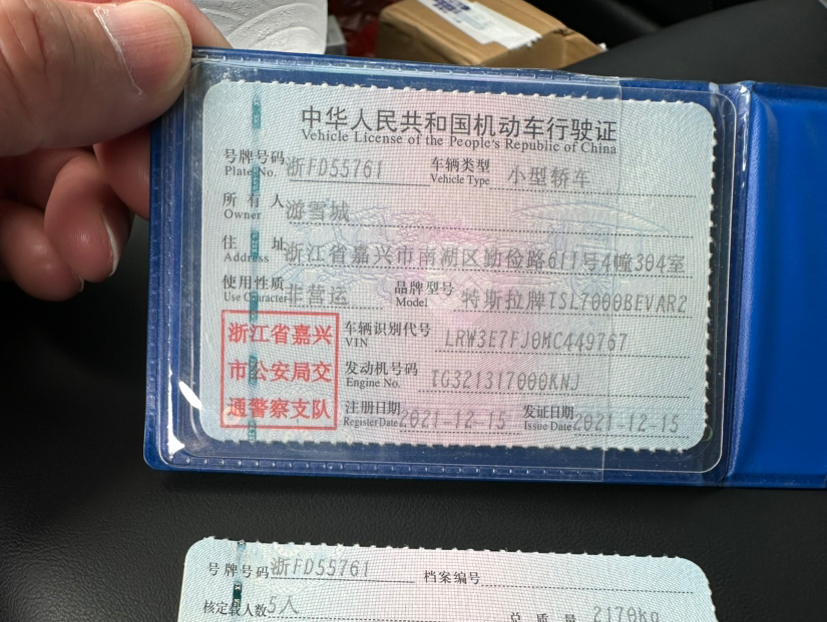 中华人民共和国机动车行驶证
Vehicle License of the People's Republic of China
号牌号码 浙FD55761 车辆类型 小型轿车
Plate No. Vehicle Type
所有人 游雪城
Owner
住址 浙江省嘉兴市南湖区勤俭路611号4幢304室
Address
使用性质 非营运 品牌型号 特斯拉牌TSL7000BEVAR2
Use Character Model
浙江省嘉兴
市公安局交
通警察支队
车辆识别代号 LRW3E7FJ0MC449767
VIN
发动机号码 TG321317000KNJ
Engine No.
注册日期 2021-12-15 发证日期 2021-12-15
Register Date Issue Date
号牌号码 浙FD55761 档案编号
核定载人数 5人 总质量 2170kg